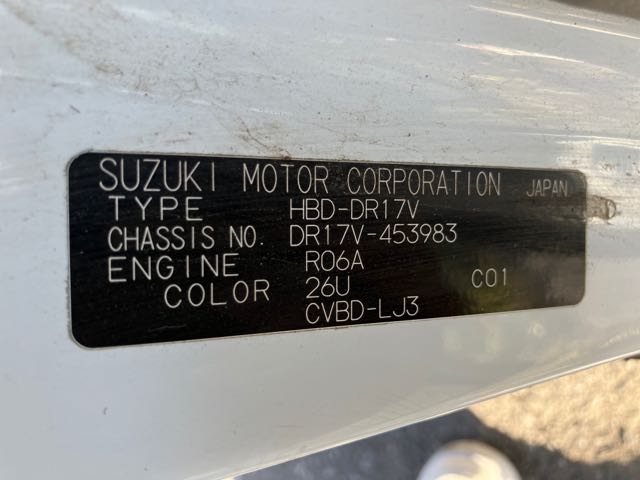 SUZUKI MOTOR CORPORATION JAPAN
TYPE HBD-DR17V
CHASSIS NO. DR17V-453983
ENGINE R06A
COLOR 26U C01
CVBD-LJ3